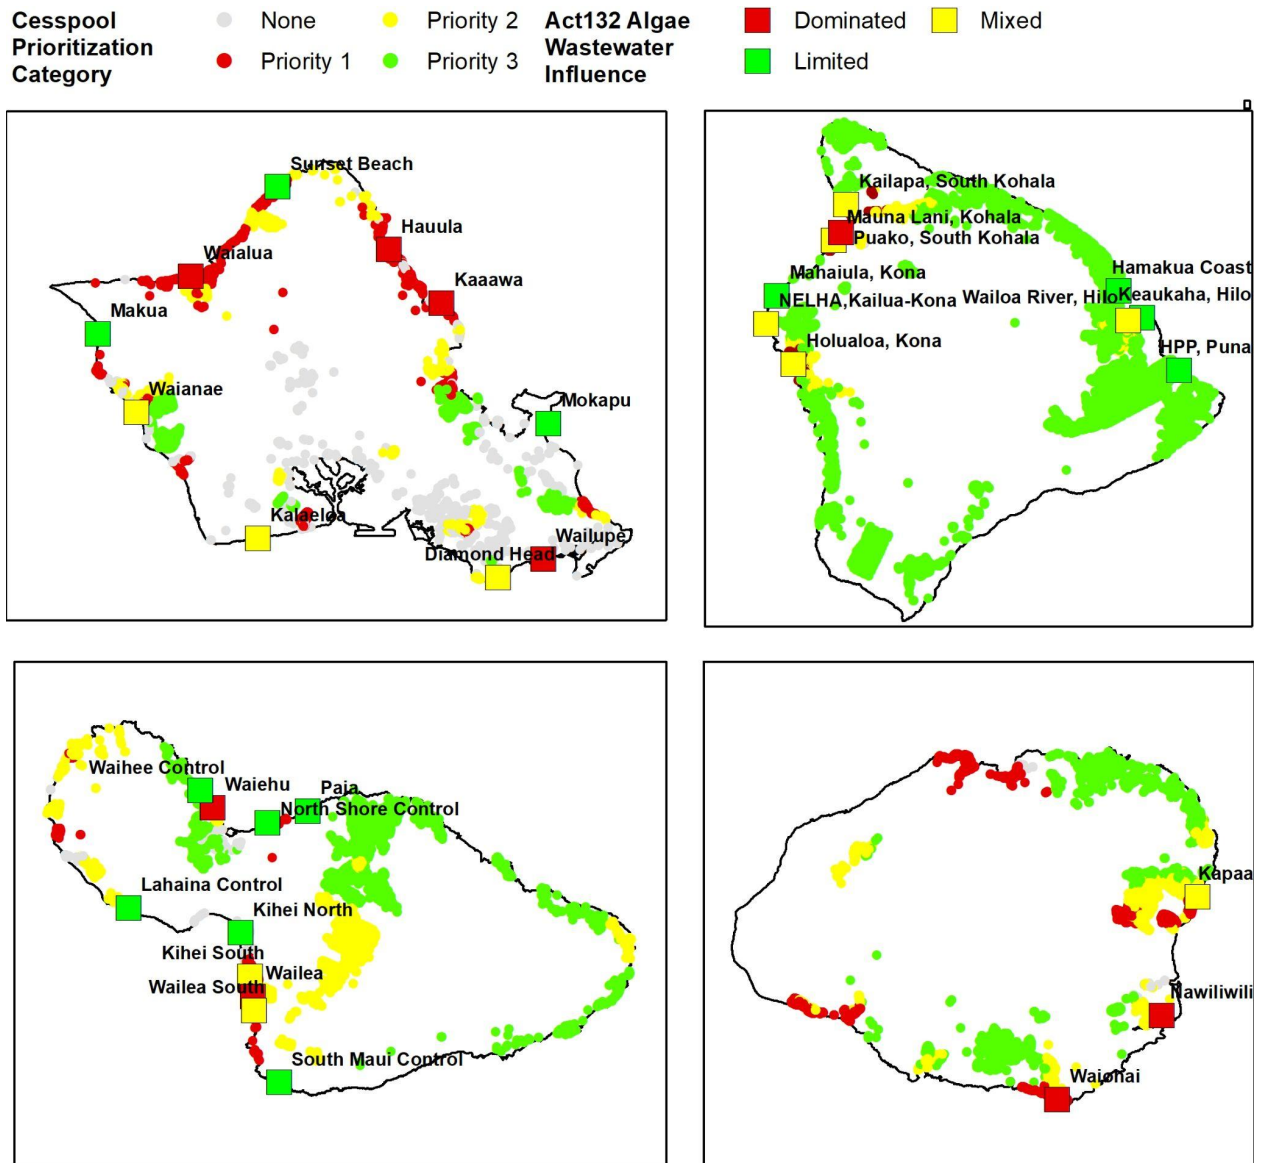 Cesspool
Prioritization
Category
None
Priority 1
Priority 2
Priority 3
Act132 Algae
Wastewater
Influence
Dominated
Mixed
Limited
Sunset Beach
Hauula
Waialua
Kaaawa
Makua
Waianae
Mokapu
Kalaeloa
Wailupe
Diamond Head
Kailapa, South Kohala
Mauna Lani, Kohala
Puako, South Kohala
Mahaiula, Kona
Hamakua Coast
NELHA,Kailua-Kona
Wailoa River, Hilo
Keaukaha, Hilo
Holualoa, Kona
HPP, Puna
Waihee Control
Waiehu
Paia
North Shore Control
Lahaina Control
Kihei North
Kihei South
Wailea
Wailea South
South Maui Control
Kapaa
Nawiliwili
Waiohai